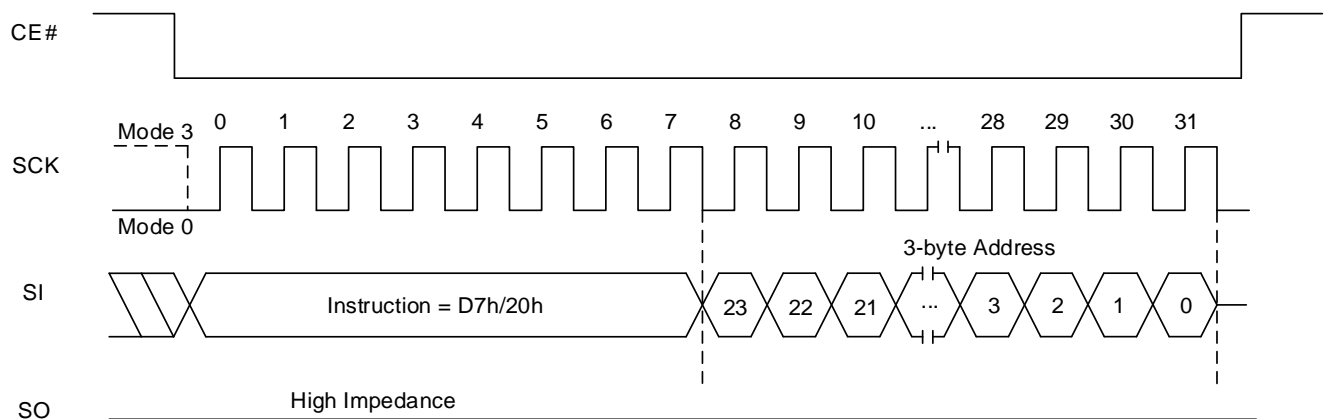 CE#
0 1 2 3 4 5 6 7 8 9 10 ... 28 29 30 31
Mode 3
SCK
Mode 0
3-byte Address
SI
Instruction = D7h/20h 23 22 21 ... 3 2 1 0
High Impedance
SO